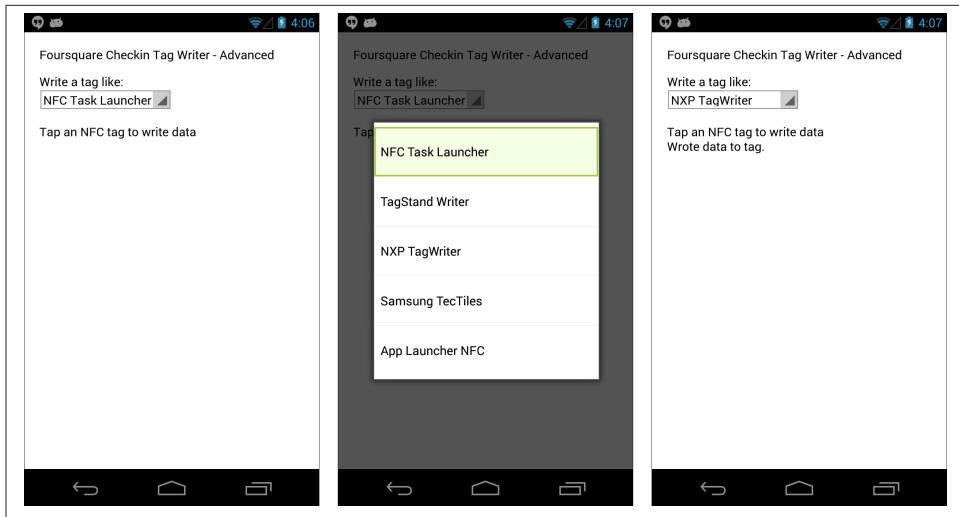 4:06
Foursquare Checkin Tag Writer - Advanced
Write a tag like:
NFC Task Launcher
Tap an NFC tag to write data
4:07
Foursquare Checkin Tag Writer - Advanced
Write a tag like:
NFC Task Launcher
Tap
NFC Task Launcher
TagStand Writer
NXP TagWriter
Samsung TecTiles
App Launcher NFC
4:07
Foursquare Checkin Tag Writer - Advanced
Write a tag like:
NXP TagWriter
Tap an NFC tag to write data
Wrote data to tag.